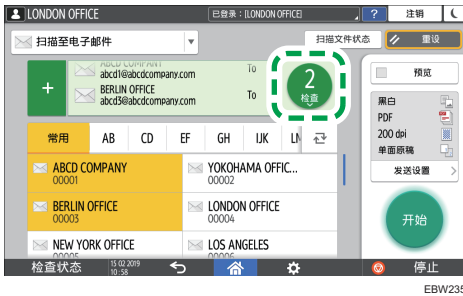 LONDON OFFICE
已登录：[LONDON OFFICE]
?
注销
扫描至电子邮件
扫描文件状态
重设
ABCD COMPANY
abcd1@abcdcompany.com
To
BERLIN OFFICE
abcd3@abcdcompany.com
To
2
检查
预览
黑白
PDF
200 dpi
单面原稿
发送设置
开始
常用
AB
CD
EF
GH
IJK
ABCD COMPANY
00001
YOKOHAMA OFFIC...
00002
BERLIN OFFICE
00003
LONDON OFFICE
00004
NEW YORK OFFICE
00005
LOS ANGELES
00006
检查状态
15 02 2019
10:58
停止
EBW235